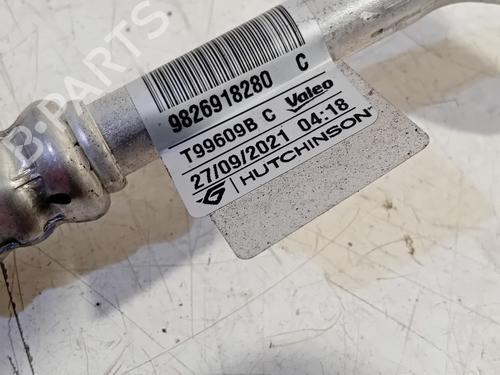 B-PARTS
9826918280 C
T99609B C Valeo
27/09/2021 04:18
HUTCHINSON